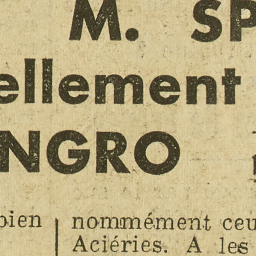 M. SP
ellement
NGRO
bien
nommément ceu
Aciéries. A les